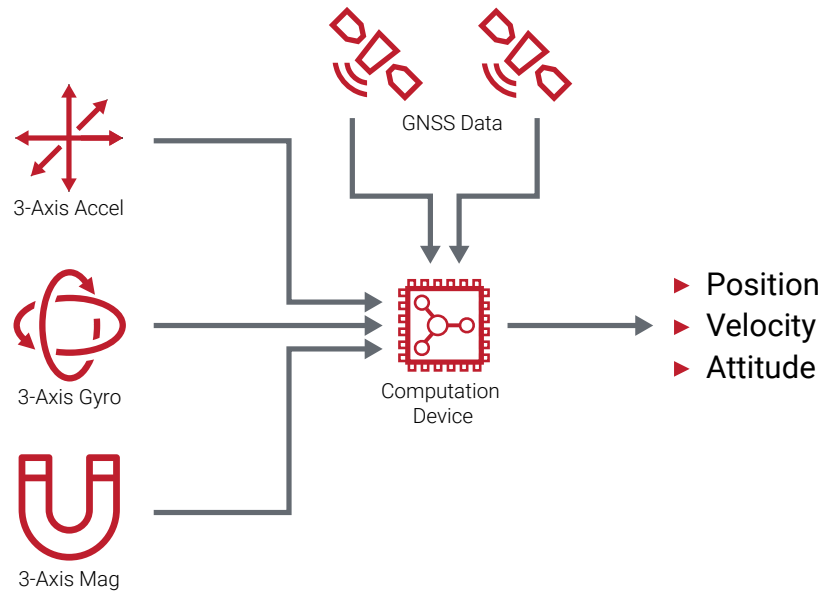 GNSS Data
3-Axis Accel
3-Axis Gyro
3-Axis Mag
Computation
Device
Position
Velocity
Attitude